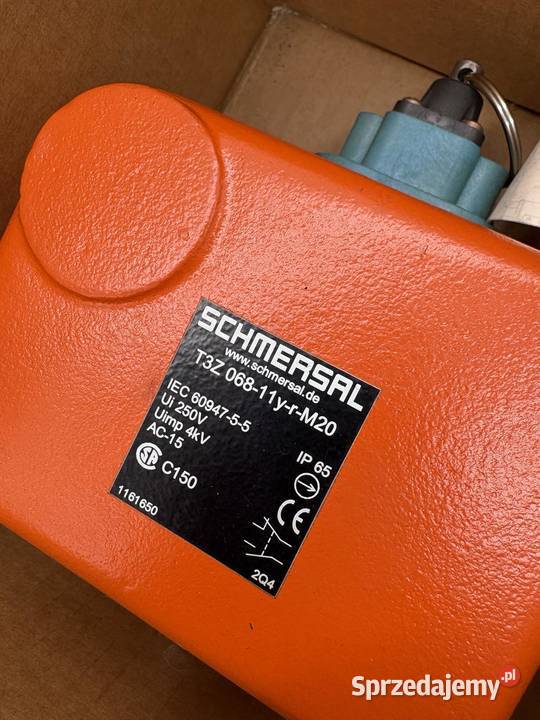 SCHMERSAL
www.schmersal.de
T3Z 068-11y-r-M20
IEC 60947-5-5
Ui 250V
Uimp 4kV
AC-15
IP 65
C150
CE
1161650
2Q4
Sprzedajemy.pl